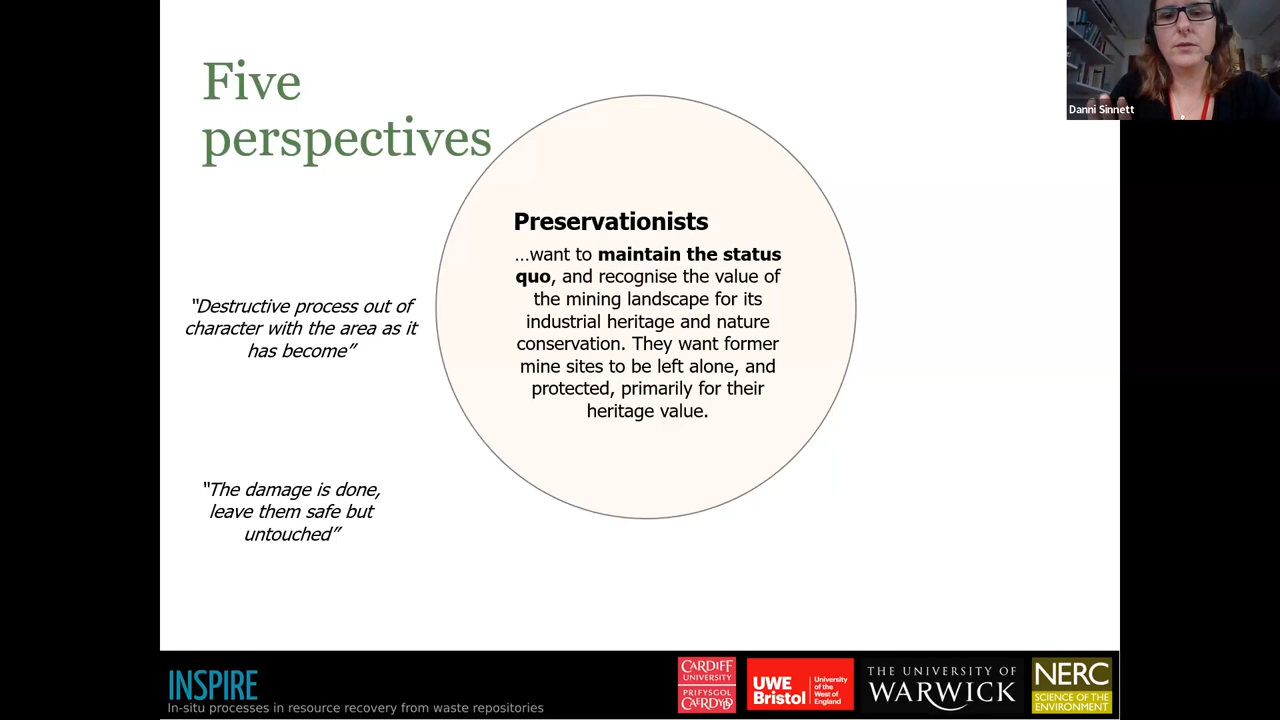 Five
perspectives
Danni Sinnett
Preservationists
...want to maintain the status
quo, and recognise the value of
the mining landscape for its
industrial heritage and nature
conservation. They want former
mine sites to be left alone, and
protected, primarily for their
heritage value.
“Destructive process out of
character with the area as it
has become”
“The damage is done,
leave them safe but
untouched”
INSPIRE
In-situ processes in resource recovery from waste repositories
CARDIFF
UNIVERSITY
PRIFYSGOL
CAERDYDD
UWE
Bristol
University
of the
West of
England
THE UNIVERSITY OF
WARWICK
NERC
SCIENCE OF THE
ENVIRONMENT